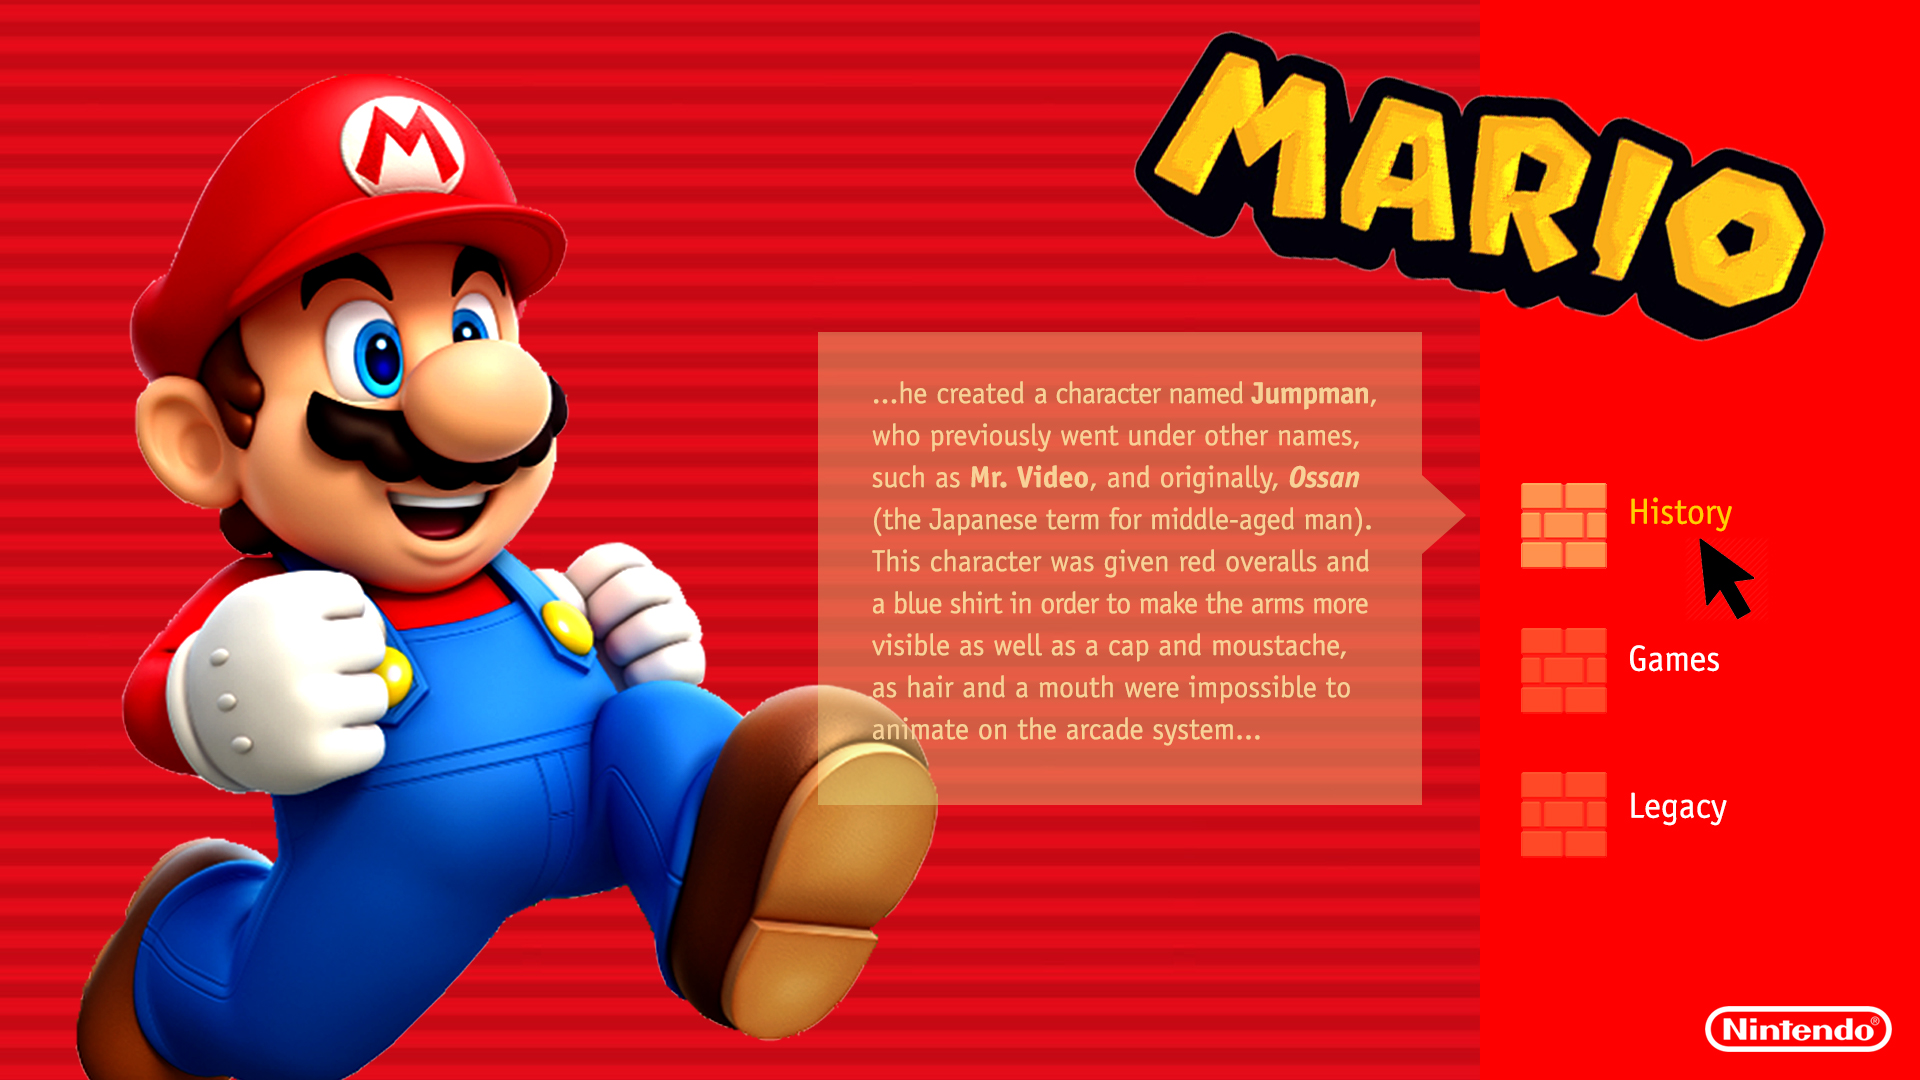 M
MARIO
...he created a character named Jumpman,
who previously went under other names,
such as Mr. Video, and originally, Ossan
(the Japanese term for middle-aged man).
This character was given red overalls and
a blue shirt in order to make the arms more
visible as well as a cap and moustache,
as hair and a mouth were impossible to
animate on the arcade system...
History
Games
Legacy
Nintendo®